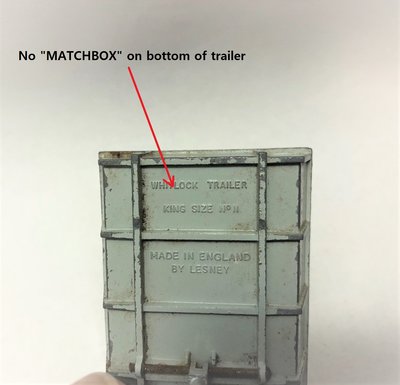 No "MATCHBOX" on bottom of trailer
WHITLOCK TRAILER
KING SIZE Nº 11
MADE IN ENGLAND
BY LESNEY